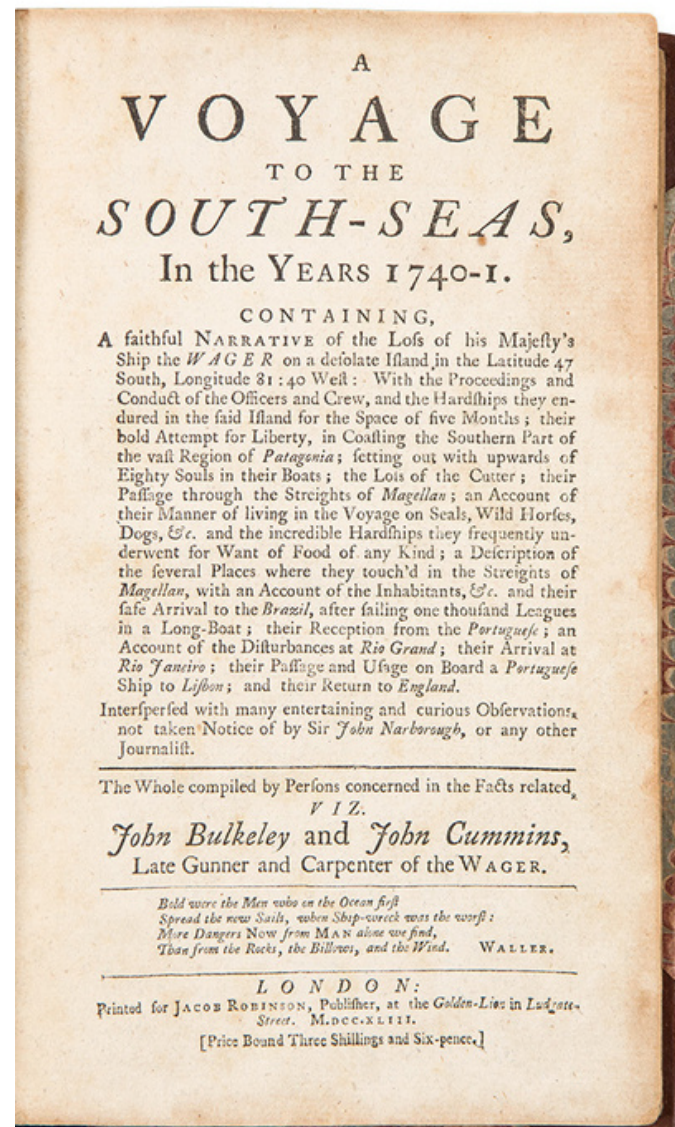 A
VOYAGE
TO THE
SOUTH-SEAS,
In the YEARS 1740-1.
CONTAINING,
A faithful NARRATIVE of the Loſs of his Majeſty's
Ship the WAGER on a deſolate Iſland in the Latitude 47
South, Longitude 81:40 Weſt: With the Proceedings and
Conduct of the Officers and Crew, and the Hardſhips they en-
dured in the ſaid Iſland for the Space of five Months; their
bold Attempt for Liberty, in Coaſting the Southern Part of
the vaſt Region of Patagonia; ſetting out with upwards of
Eighty Souls in their Boats; the Loſs of the Cutter; their
Paſſage through the Streights of Magellan; an Account of
their Manner of living in the Voyage on Seals, Wild Horſes,
Dogs, &c. and the incredible Hardſhips they frequently un-
derwent for Want of Food of any Kind; a Deſcription of
the ſeveral Places where they touch'd in the Streights of
Magellan, with an Account of the Inhabitants, &c. and their
ſafe Arrival to the Brazil, after ſailing one thouſand Leagues
in a Long-Boat; their Reception from the Portugueſe; an
Account of the Diſturbances at Rio Grand; their Arrival at
Rio Janeiro; their Paſſage and Uſage on Board a Portugueſe
Ship to Liſbon; and their Return to England.
Interſperſed with many entertaining and curious Obſervations,
not taken Notice of by Sir John Narborough, or any other
Journaliſt.
The Whole compiled by Perſons concerned in the Facts related,
VIZ.
John Bulkeley and John Cummins,
Late Gunner and Carpenter of the WAGER.
Bold were the Men who on the Ocean firſt
Spread the new Sails, when Ship-wreck was the worſt:
More Dangers NOW from MAN alone we find,
Than from the Rocks, the Billows, and the Wind. WALLER.
LONDON:
Printed for JACOB ROBINSON, Publiſher, at the Golden-Lion in Ludgate-
Street. M.DCC.XLIII.
[Price Bound Three Shillings and Six-pence.]